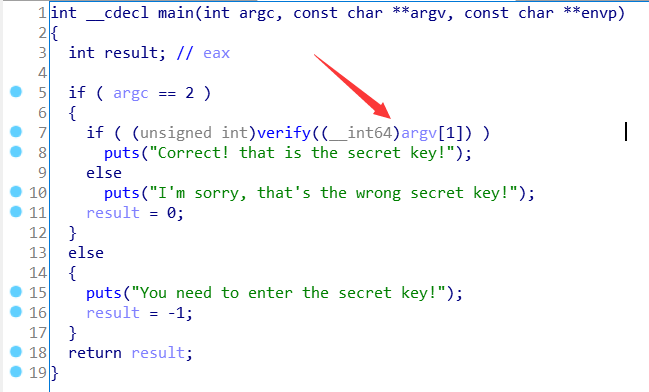 1 int __cdecl main(int argc, const char **argv, const char **envp)
2 {
3   int result; // eax
4
5   if ( argc == 2 )
6   {
7     if ( (unsigned int)verify((__int64)argv[1]) )
8       puts("Correct! that is the secret key!");
9     else
10       puts("I'm sorry, that's the wrong secret key!");
11     result = 0;
12   }
13   else
14   {
15     puts("You need to enter the secret key!");
16     result = -1;
17   }
18   return result;
19 }